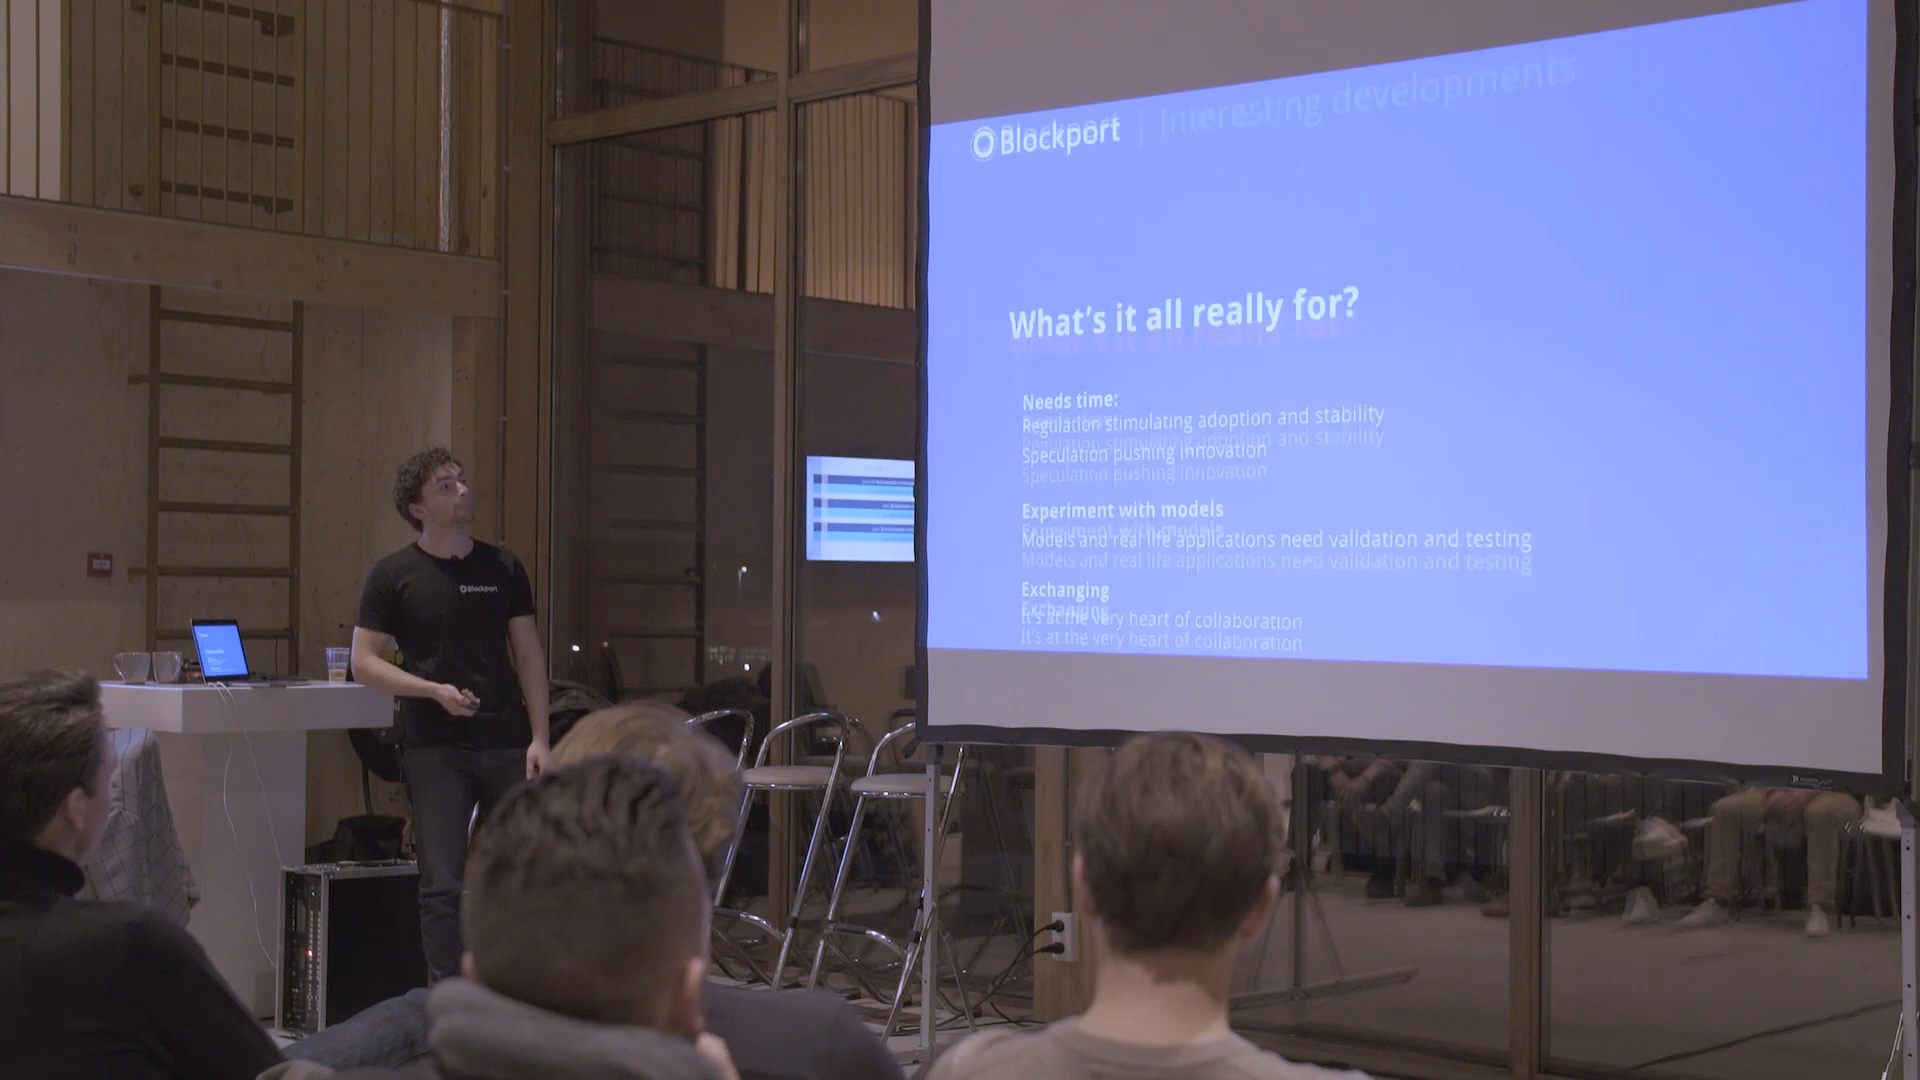 Blockport | Interesting developments
What's it all really for?
Needs time:
Regulation stimulating adoption and stability
Speculation pushing innovation
Experiment with models
Models and real life applications need validation and testing
Exchanging
It's at the very heart of collaboration
Blockport